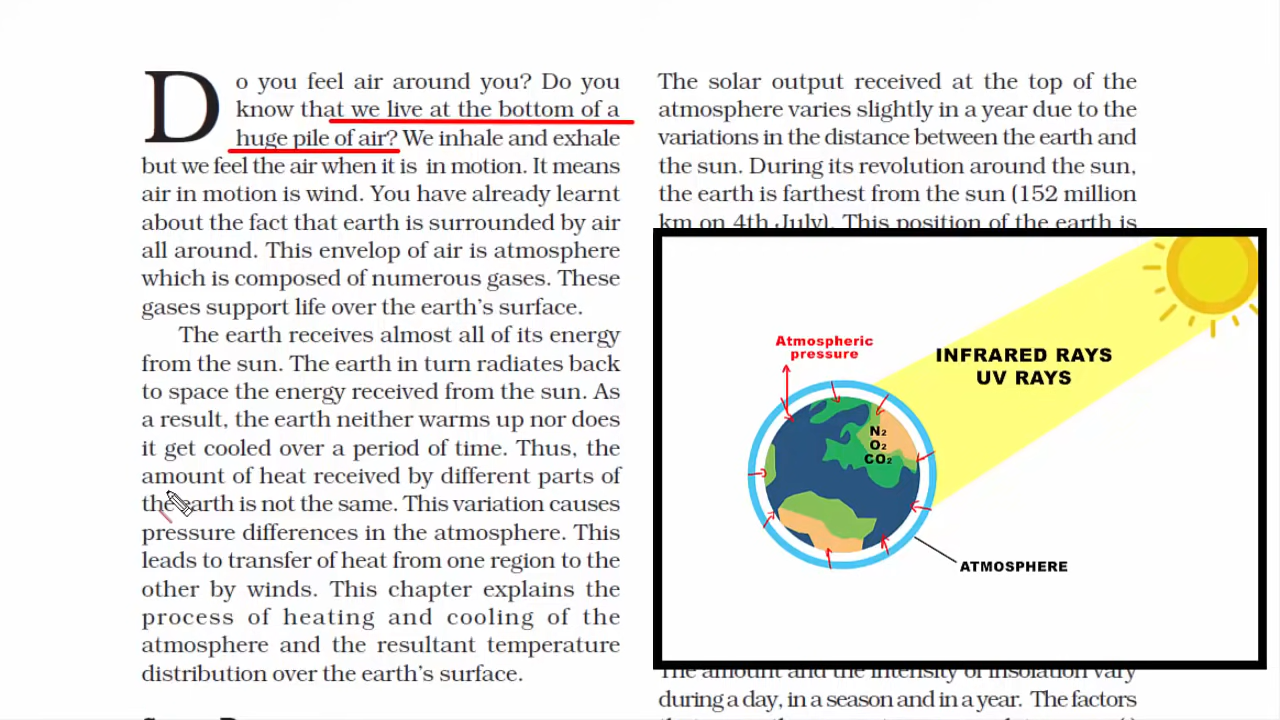 Do you feel air around you? Do you
know that we live at the bottom of a
huge pile of air? We inhale and exhale
but we feel the air when it is in motion. It means
air in motion is wind. You have already learnt
about the fact that earth is surrounded by air
all around. This envelop of air is atmosphere
which is composed of numerous gases. These
gases support life over the earth's surface.
The earth receives almost all of its energy
from the sun. The earth in turn radiates back
to space the energy received from the sun. As
a result, the earth neither warms up nor does
it get cooled over a period of time. Thus, the
amount of heat received by different parts of
the earth is not the same. This variation causes
pressure differences in the atmosphere. This
leads to transfer of heat from one region to the
other by winds. This chapter explains the
process of heating and cooling of the
atmosphere and the resultant temperature
distribution over the earth's surface.
The solar output received at the top of the
atmosphere varies slightly in a year due to the
variations in the distance between the earth and
the sun. During its revolution around the sun,
the earth is farthest from the sun (152 million
km on 4th July). This position of the earth is
Atmospheric
pressure
INFRARED RAYS
UV RAYS
N₂
O₂
CO₂
ATMOSPHERE
The amount and the intensity of insolation vary
during a day, in a season and in a year. The factors